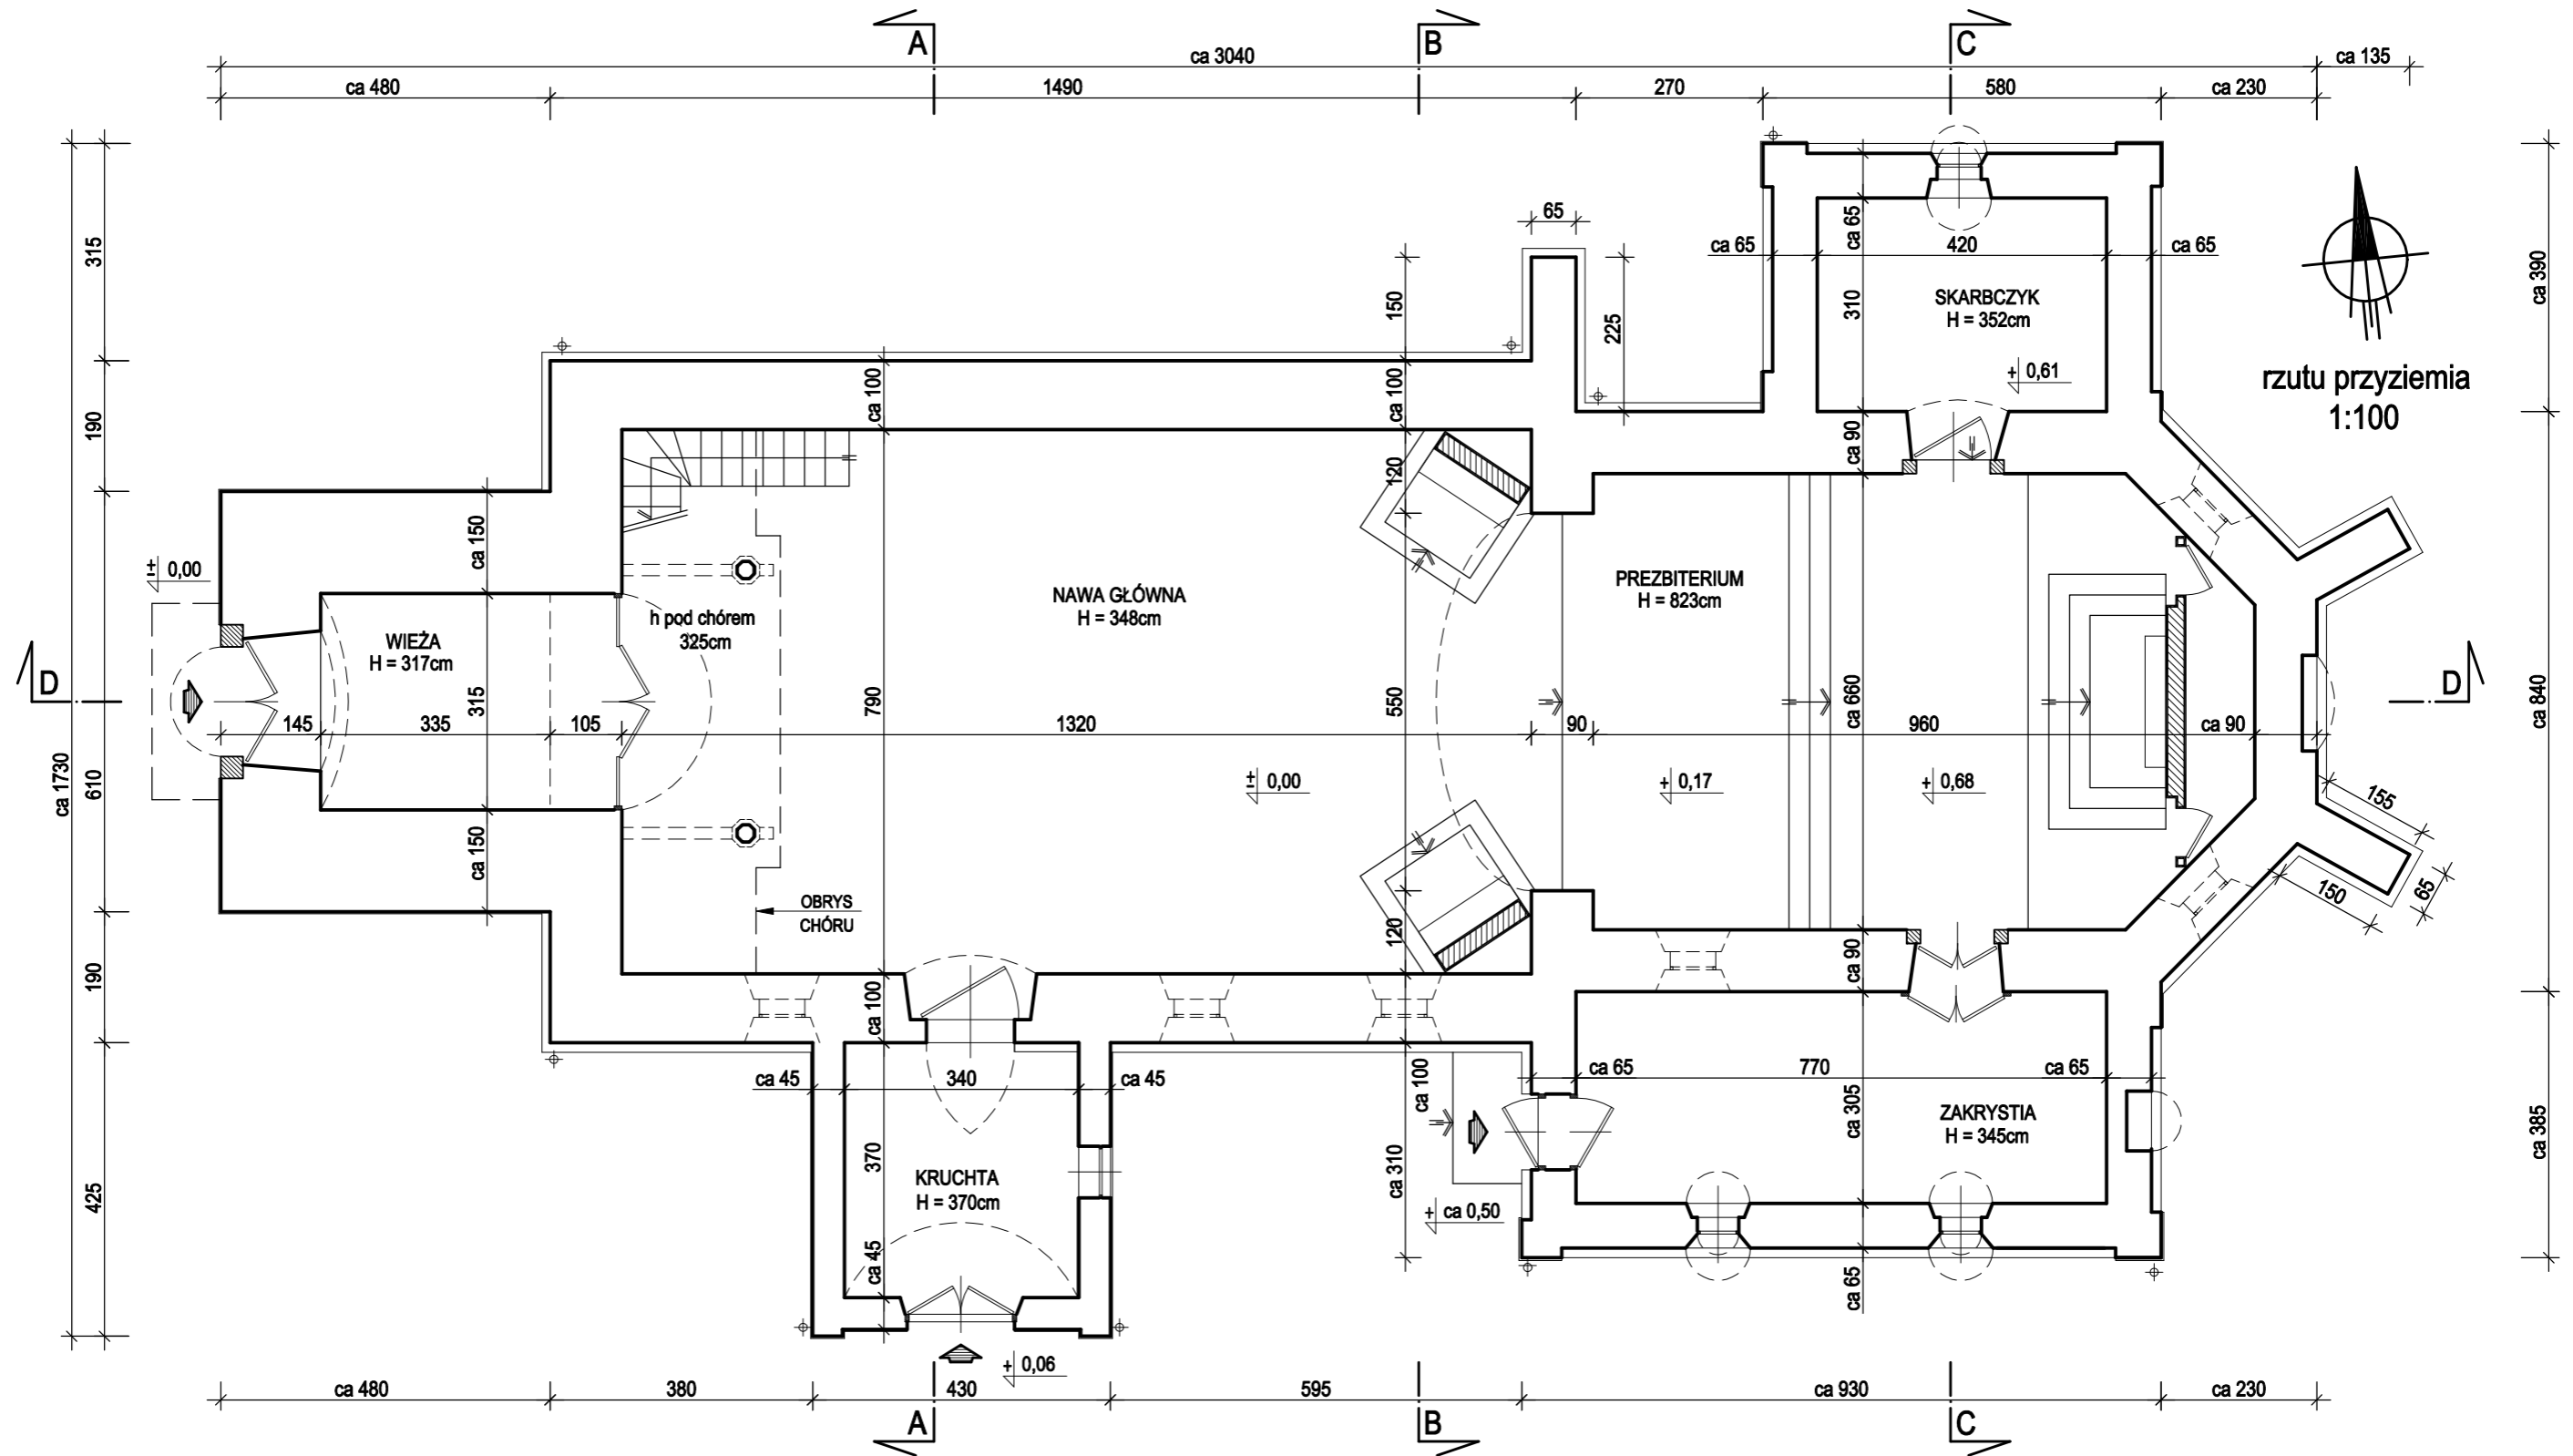 A
B
C
ca 3040
ca 135
ca 480
1490
270
580
ca 230
65
ca 65
ca 65
420
ca 65
315
150
225
310
ca 390
SKARBCZYK
H = 352cm
+ 0,61
rzutu przyziemia
1:100
190
ca 100
ca 100
ca 90
120
ca 150
± 0,00
WIEŻA
H = 317cm
h pod chórem
325cm
NAWA GŁÓWNA
H = 348cm
PREZBITERIUM
H = 823cm
D
D
315
790
550
ca 660
ca 840
145
335
105
1320
90
960
ca 90
ca 1730
610
± 0,00
+ 0,17
+ 0,68
155
150
65
ca 150
OBRYS
CHÓRU
120
ca 90
190
ca 100
ca 100
ca 45
340
ca 45
ca 65
770
ca 65
ca 305
ZAKRYSTIA
H = 345cm
370
ca 310
ca 385
425
KRUCHTA
H = 370cm
+ ca 0,50
ca 45
ca 65
+ 0,06
ca 480
380
430
595
ca 930
ca 230
A
B
C